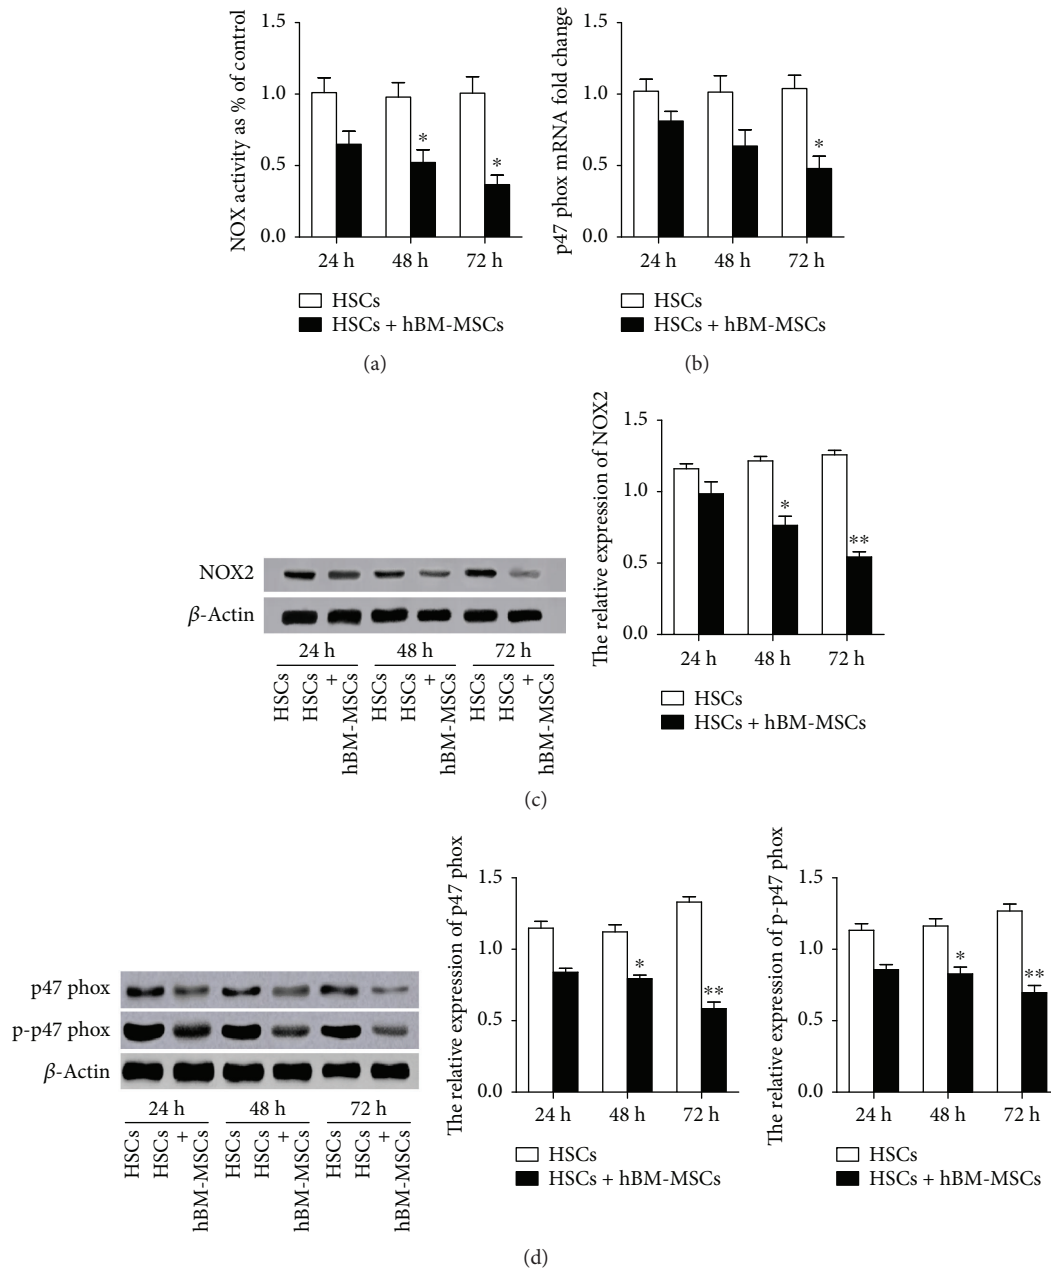 NOX activity as % of control
1.5
1.0
0.5
0.0
*
*
24 h 48 h 72 h
HSCs
HSCs + hBM-MSCs
(a)
p47 phox mRNA fold change
1.5
1.0
0.5
0.0
*
24 h 48 h 72 h
HSCs
HSCs + hBM-MSCs
(b)
NOX2
β-Actin
24 h 48 h 72 h
HSCs
HSCs
+
hBM-MSCs
HSCs
HSCs
+
hBM-MSCs
HSCs
HSCs
+
hBM-MSCs
The relative expression of NOX2
1.5
1.0
0.5
0.0
*
**
24 h 48 h 72 h
HSCs
HSCs + hBM-MSCs
(c)
p47 phox
p-p47 phox
β-Actin
24 h 48 h 72 h
HSCs
HSCs
+
hBM-MSCs
HSCs
HSCs
+
hBM-MSCs
HSCs
HSCs
+
hBM-MSCs
The relative expression of p47 phox
1.5
1.0
0.5
0.0
*
**
24 h 48 h 72 h
HSCs
HSCs + hBM-MSCs
The relative expression of p-p47 phox
1.5
1.0
0.5
0.0
*
**
24 h 48 h 72 h
HSCs
HSCs + hBM-MSCs
(d)